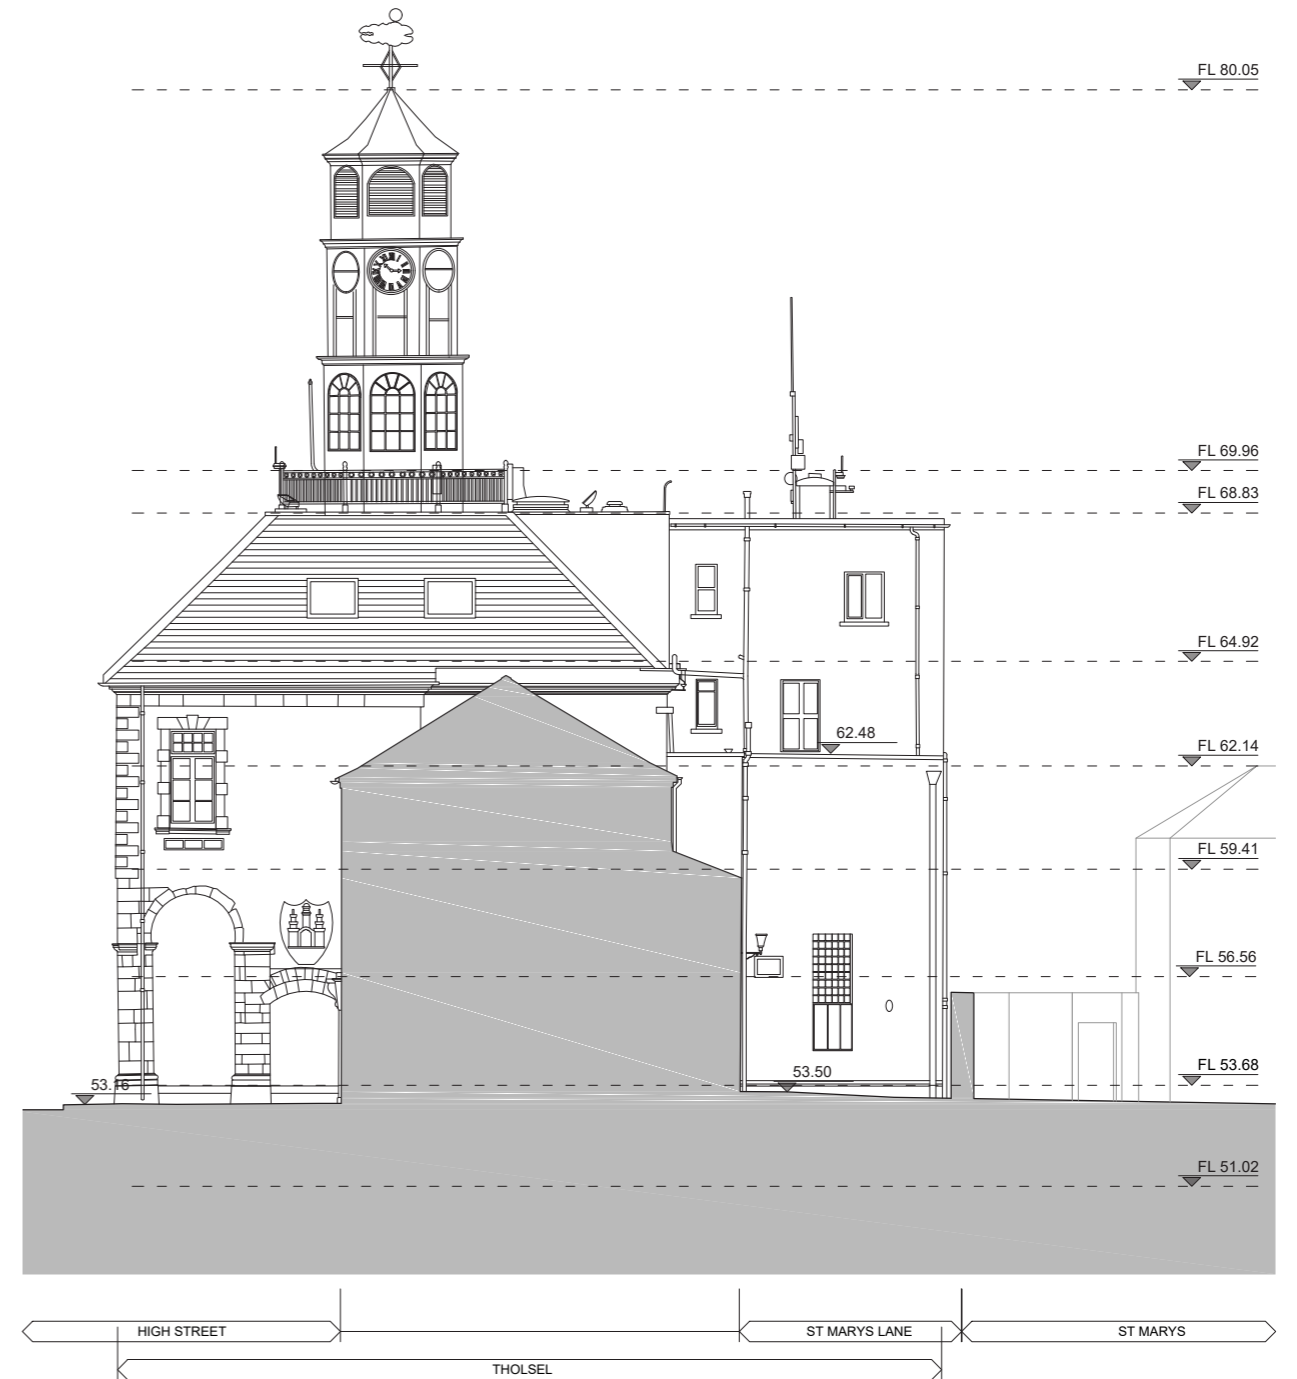 FL 80.05
FL 69.96
FL 68.83
FL 64.92
62.48
FL 62.14
FL 59.41
FL 56.56
FL 53.68
53.50
53.16
FL 51.02
HIGH STREET
ST MARYS LANE
ST MARYS
THOLSEL